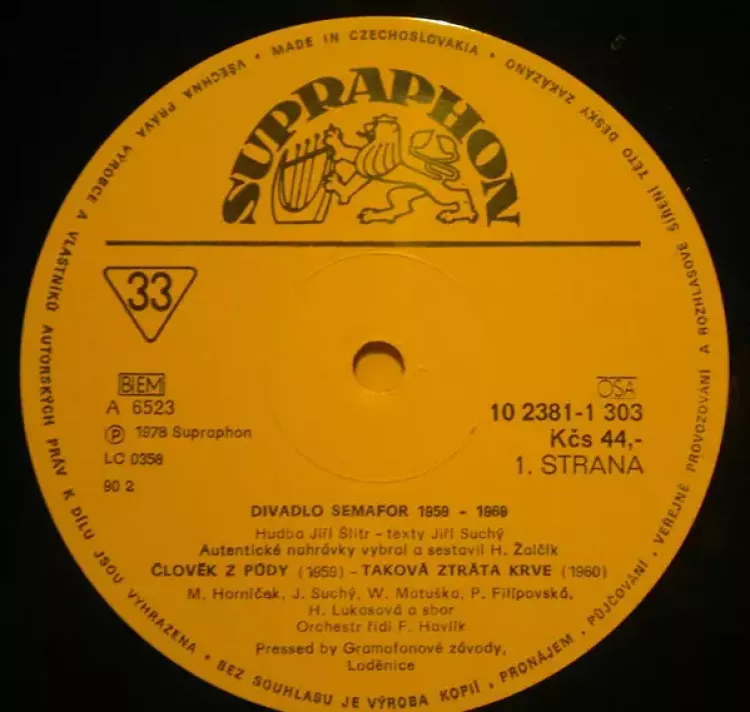 • MADE IN CZECHOSLOVAKIA •
VŠECHNA PRÁVA VÝROBCE A VLASTNÍKŮ AUTORSKÝCH PRÁV K DÍLU JSOU VYHRAZENA • BEZ SOUHLASU JE VÝROBA KOPIÍ, PRONÁJEM, PŮJČOVÁNÍ, VEŘEJNÉ PROVOZOVÁNÍ A ROZHLASOVÉ ŠÍŘENÍ TÉTO DESKY ZAKÁZÁNO
SUPRAPHON
33
BIEM
OSA
A 6523
10 2381-1 303
Ⓟ 1978 Supraphon
Kčs 44,-
LC 0358
1. STRANA
80 2
DIVADLO SEMAFOR 1959 - 1969
Hudba Jiří Šlitr - texty Jiří Suchý
Autentické nahrávky vybral a sestavil H. Žalčík
ČLOVĚK Z PŮDY (1959) - TAKOVÁ ZTRÁTA KRVE (1960)
M. Horníček, J. Suchý, W. Matuška, P. Filipovská,
H. Lukasová a sbor
Orchestr řídí F. Havlík
Pressed by Gramofonové závody,
Loděnice